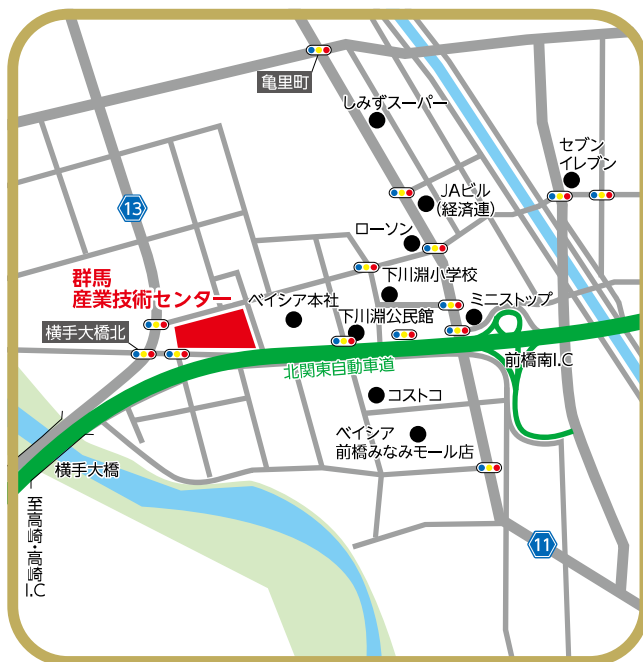 亀里町
しみずスーパー
セブン
イレブン
JAビル
(経済連)
13
ローソン
群馬
産業技術センター
下川淵小学校
ベイシア本社
ミニストップ
横手大橋北
下川淵公民館
前橋南I.C
北関東自動車道
コストコ
ベイシア
前橋みなみモール店
横手大橋
至高崎・高崎I.C
11